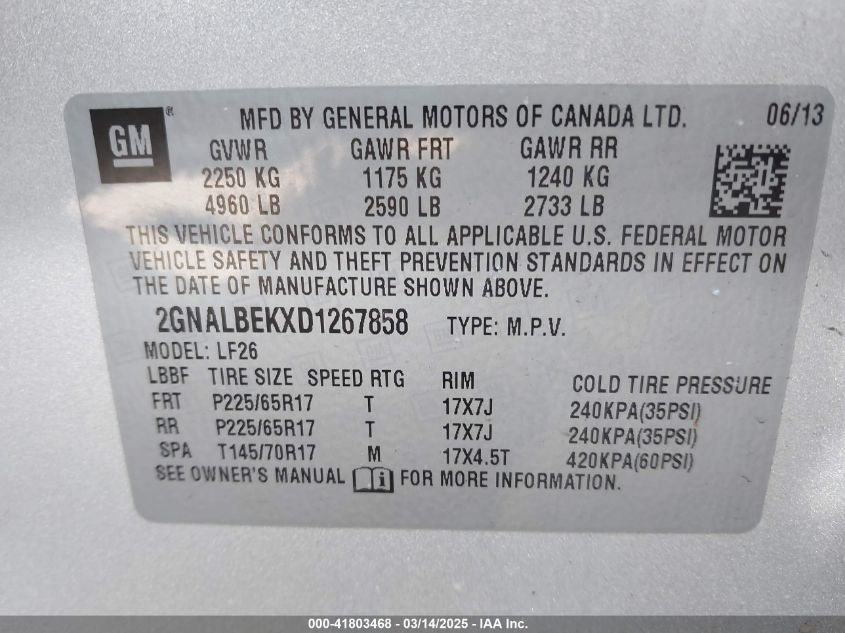 GM ® MFD BY GENERAL MOTORS OF CANADA LTD. 06/13
GVWR GAWR FRT GAWR RR
2250 KG 1175 KG 1240 KG
4960 LB 2590 LB 2733 LB
THIS VEHICLE CONFORMS TO ALL APPLICABLE U.S. FEDERAL MOTOR
VEHICLE SAFETY AND THEFT PREVENTION STANDARDS IN EFFECT ON
THE DATE OF MANUFACTURE SHOWN ABOVE.
2GNALBEKXD1267858 TYPE: M.P.V.
MODEL: LF26
LBBF TIRE SIZE SPEED RTG RIM COLD TIRE PRESSURE
FRT P225/65R17 T 17X7J 240KPA(35PSI)
RR P225/65R17 T 17X7J 240KPA(35PSI)
SPA T145/70R17 M 17X4.5T 420KPA(60PSI)
SEE OWNER'S MANUAL i FOR MORE INFORMATION.
000-41803468 - 03/14/2025 - IAA Inc.